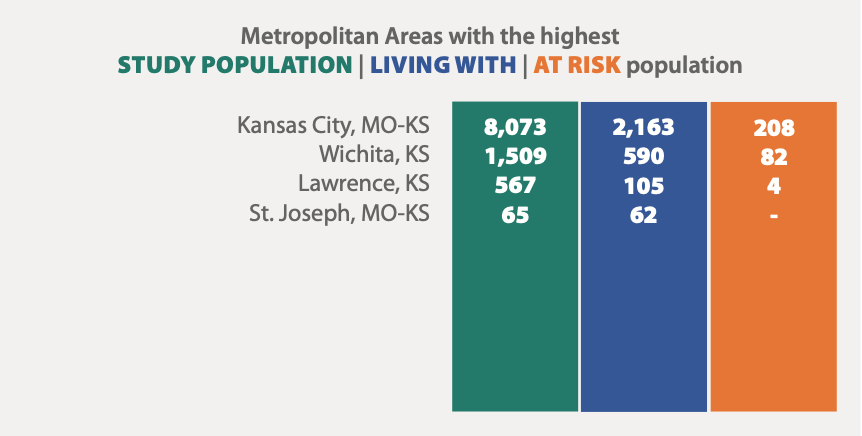 Metropolitan Areas with the highest
STUDY POPULATION | LIVING WITH | AT RISK population
Kansas City, MO-KS 8,073 2,163 208
Wichita, KS 1,509 590 82
Lawrence, KS 567 105 4
St. Joseph, MO-KS 65 62 -